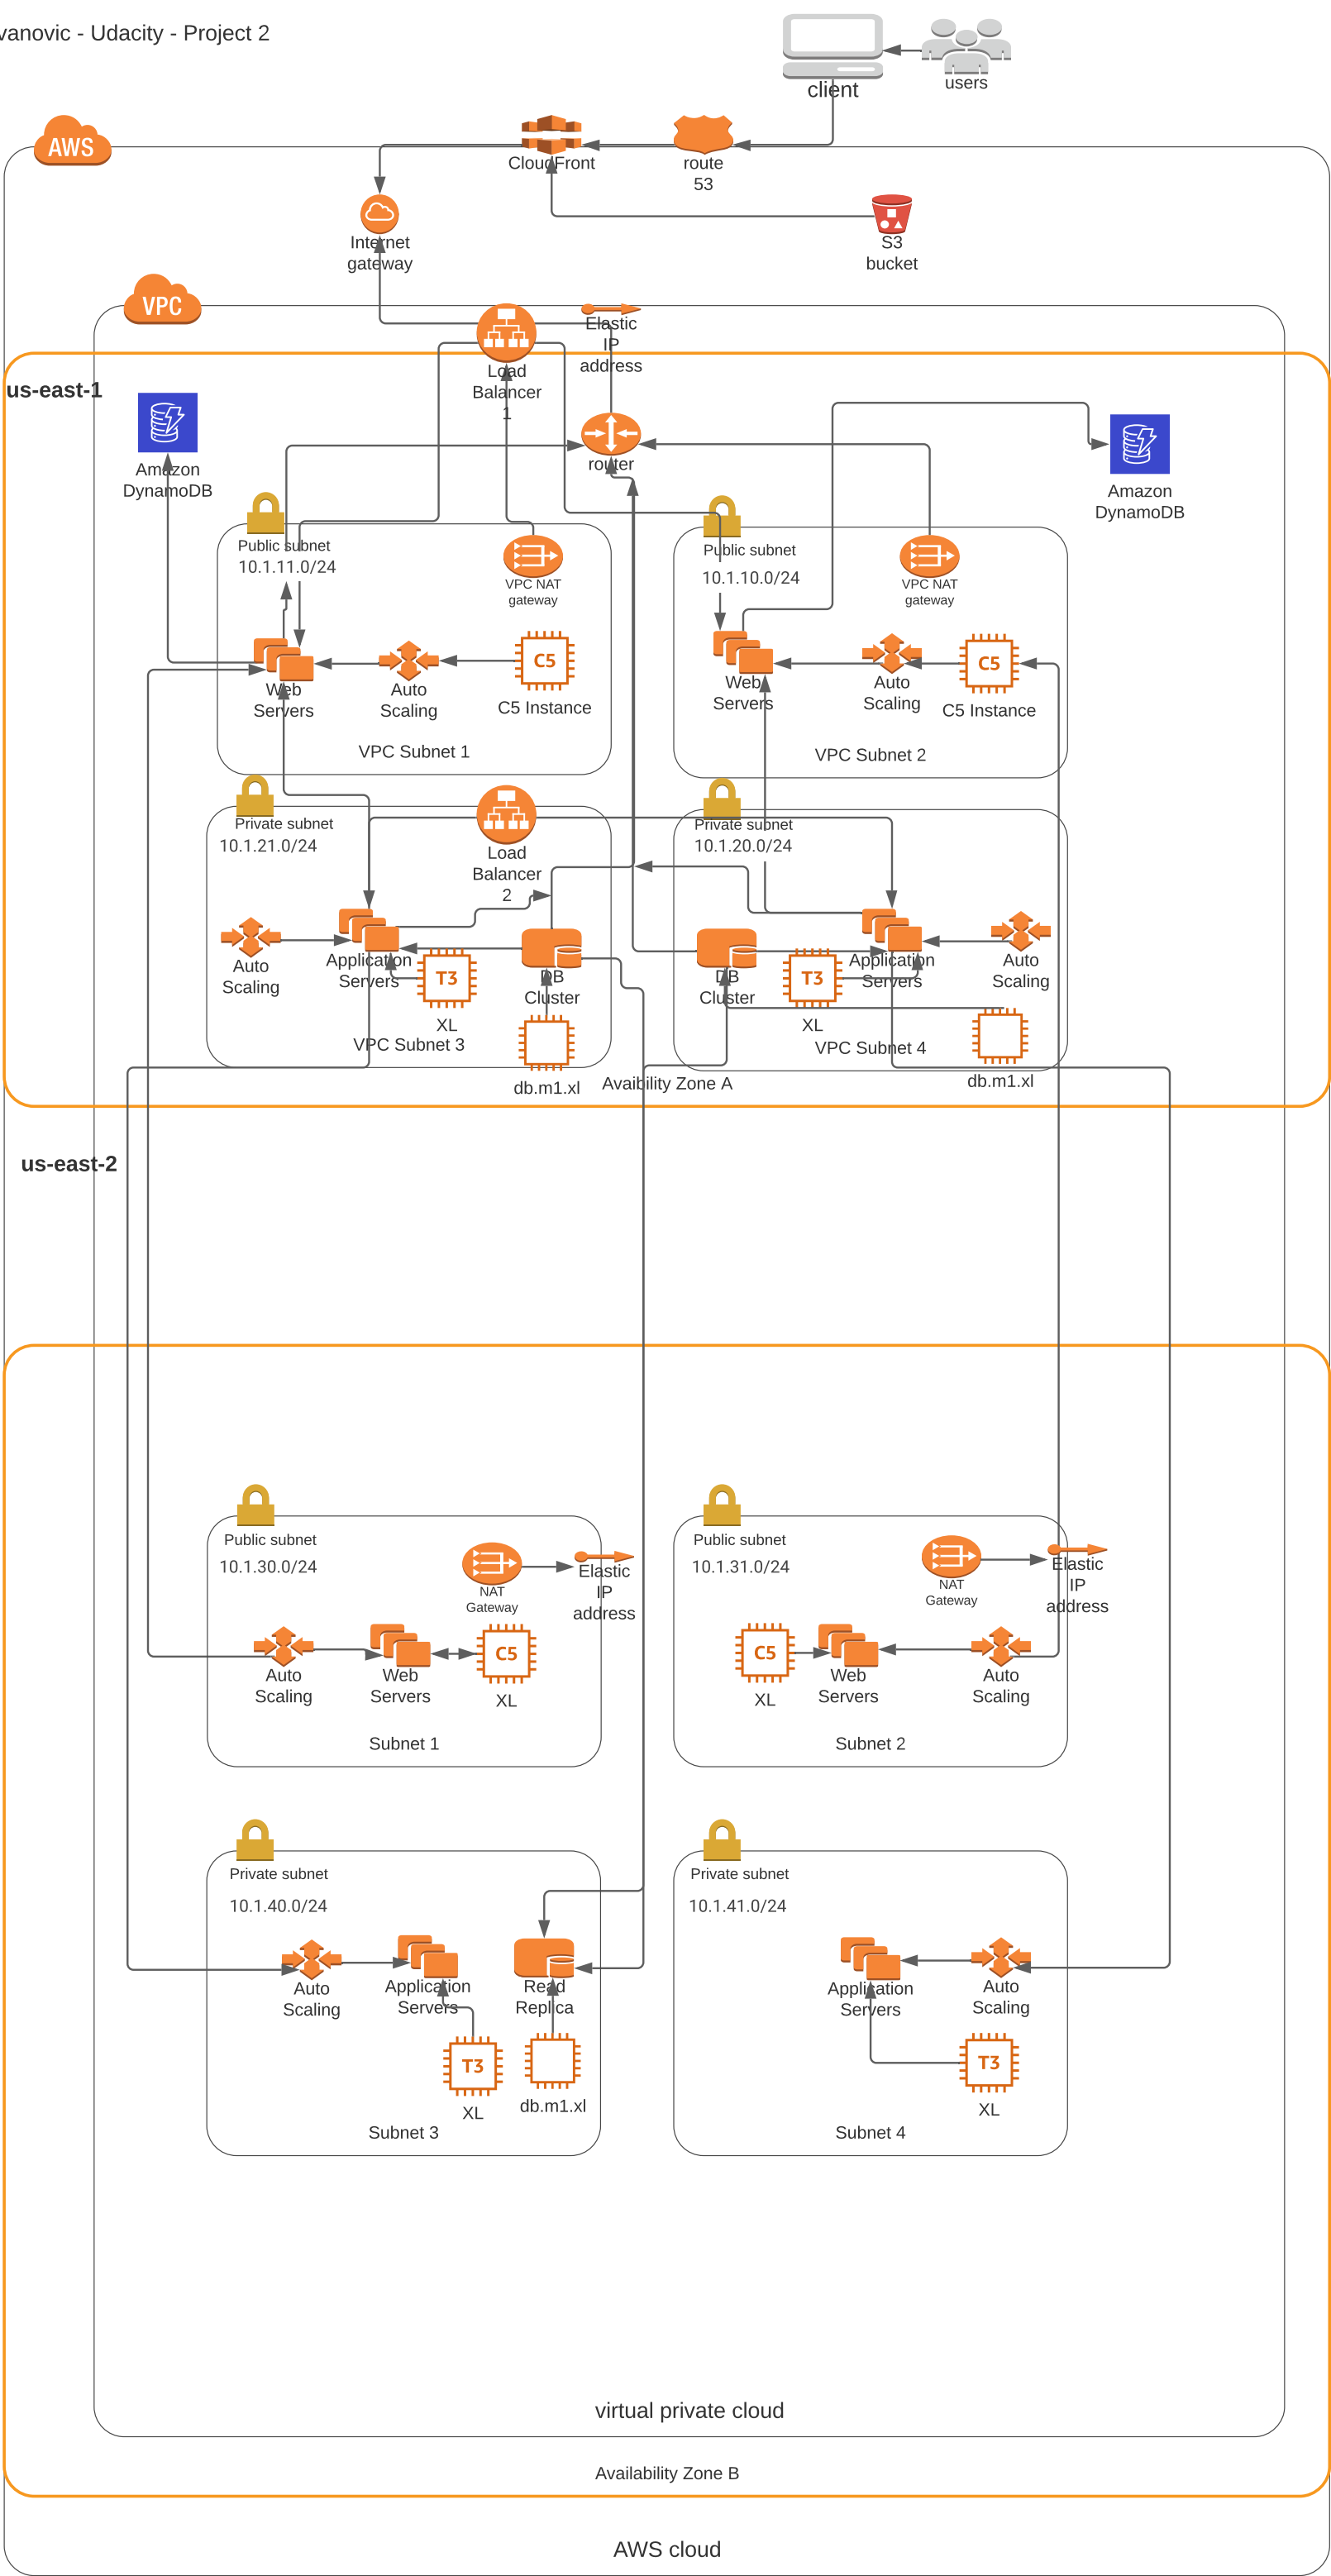 vanovic - Udacity - Project 2
client
users
AWS
CloudFront
route
53
Internet
gateway
S3
bucket
VPC
Elastic
IP
address
Load
Balancer
1
us-east-1
router
Amazon
DynamoDB
Amazon
DynamoDB
Public subnet
10.1.11.0/24
VPC NAT
gateway
Public subnet
10.1.10.0/24
VPC NAT
gateway
Web
Servers
Auto
Scaling
C5
C5 Instance
VPC Subnet 1
Web
Servers
Auto
Scaling
C5
C5 Instance
VPC Subnet 2
Private subnet
10.1.21.0/24
Load
Balancer
2
Private subnet
10.1.20.0/24
Auto
Scaling
Application
Servers
T3
XL
DB
Cluster
VPC Subnet 3
db.m1.xl
DB
Cluster
T3
XL
Application
Servers
Auto
Scaling
VPC Subnet 4
db.m1.xl
Avaibility Zone A
us-east-2
Public subnet
10.1.30.0/24
NAT
Gateway
Elastic
IP
address
Public subnet
10.1.31.0/24
NAT
Gateway
Elastic
IP
address
Auto
Scaling
Web
Servers
C5
XL
Subnet 1
C5
XL
Web
Servers
Auto
Scaling
Subnet 2
Private subnet
10.1.40.0/24
Private subnet
10.1.41.0/24
Auto
Scaling
Application
Servers
Read
Replica
T3
XL
db.m1.xl
Subnet 3
Application
Servers
Auto
Scaling
T3
XL
Subnet 4
virtual private cloud
Availability Zone B
AWS cloud